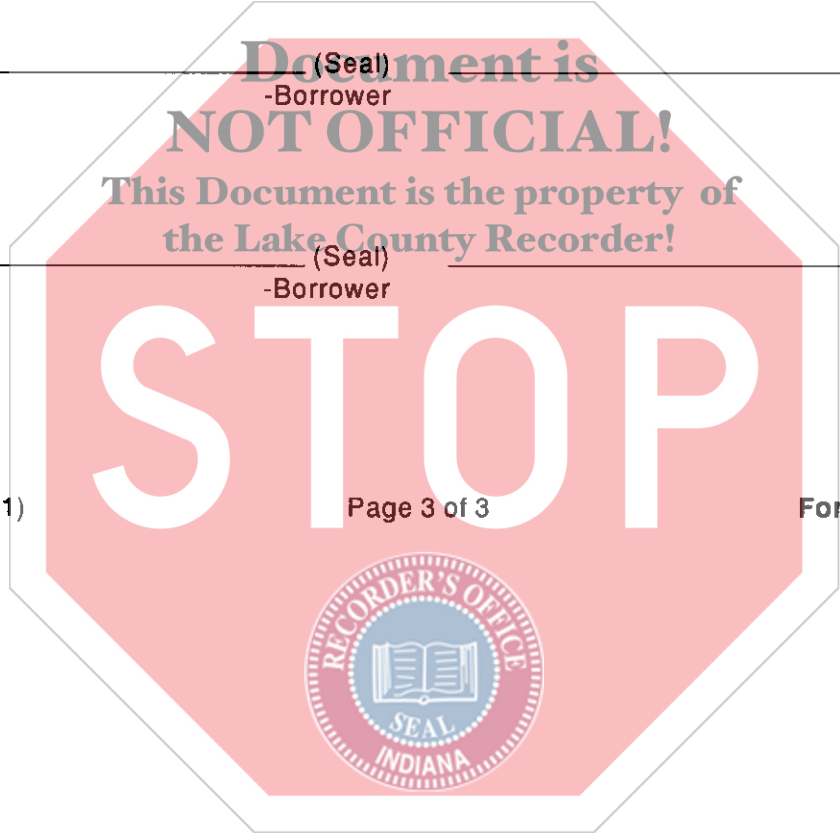 Document is
(Seal)
-Borrower
NOT OFFICIAL!
This Document is the property of
the Lake County Recorder!
(Seal)
-Borrower
STOP
1) Page 3 of 3 For
RECORDER'S OFFICE
SEAL
INDIANA